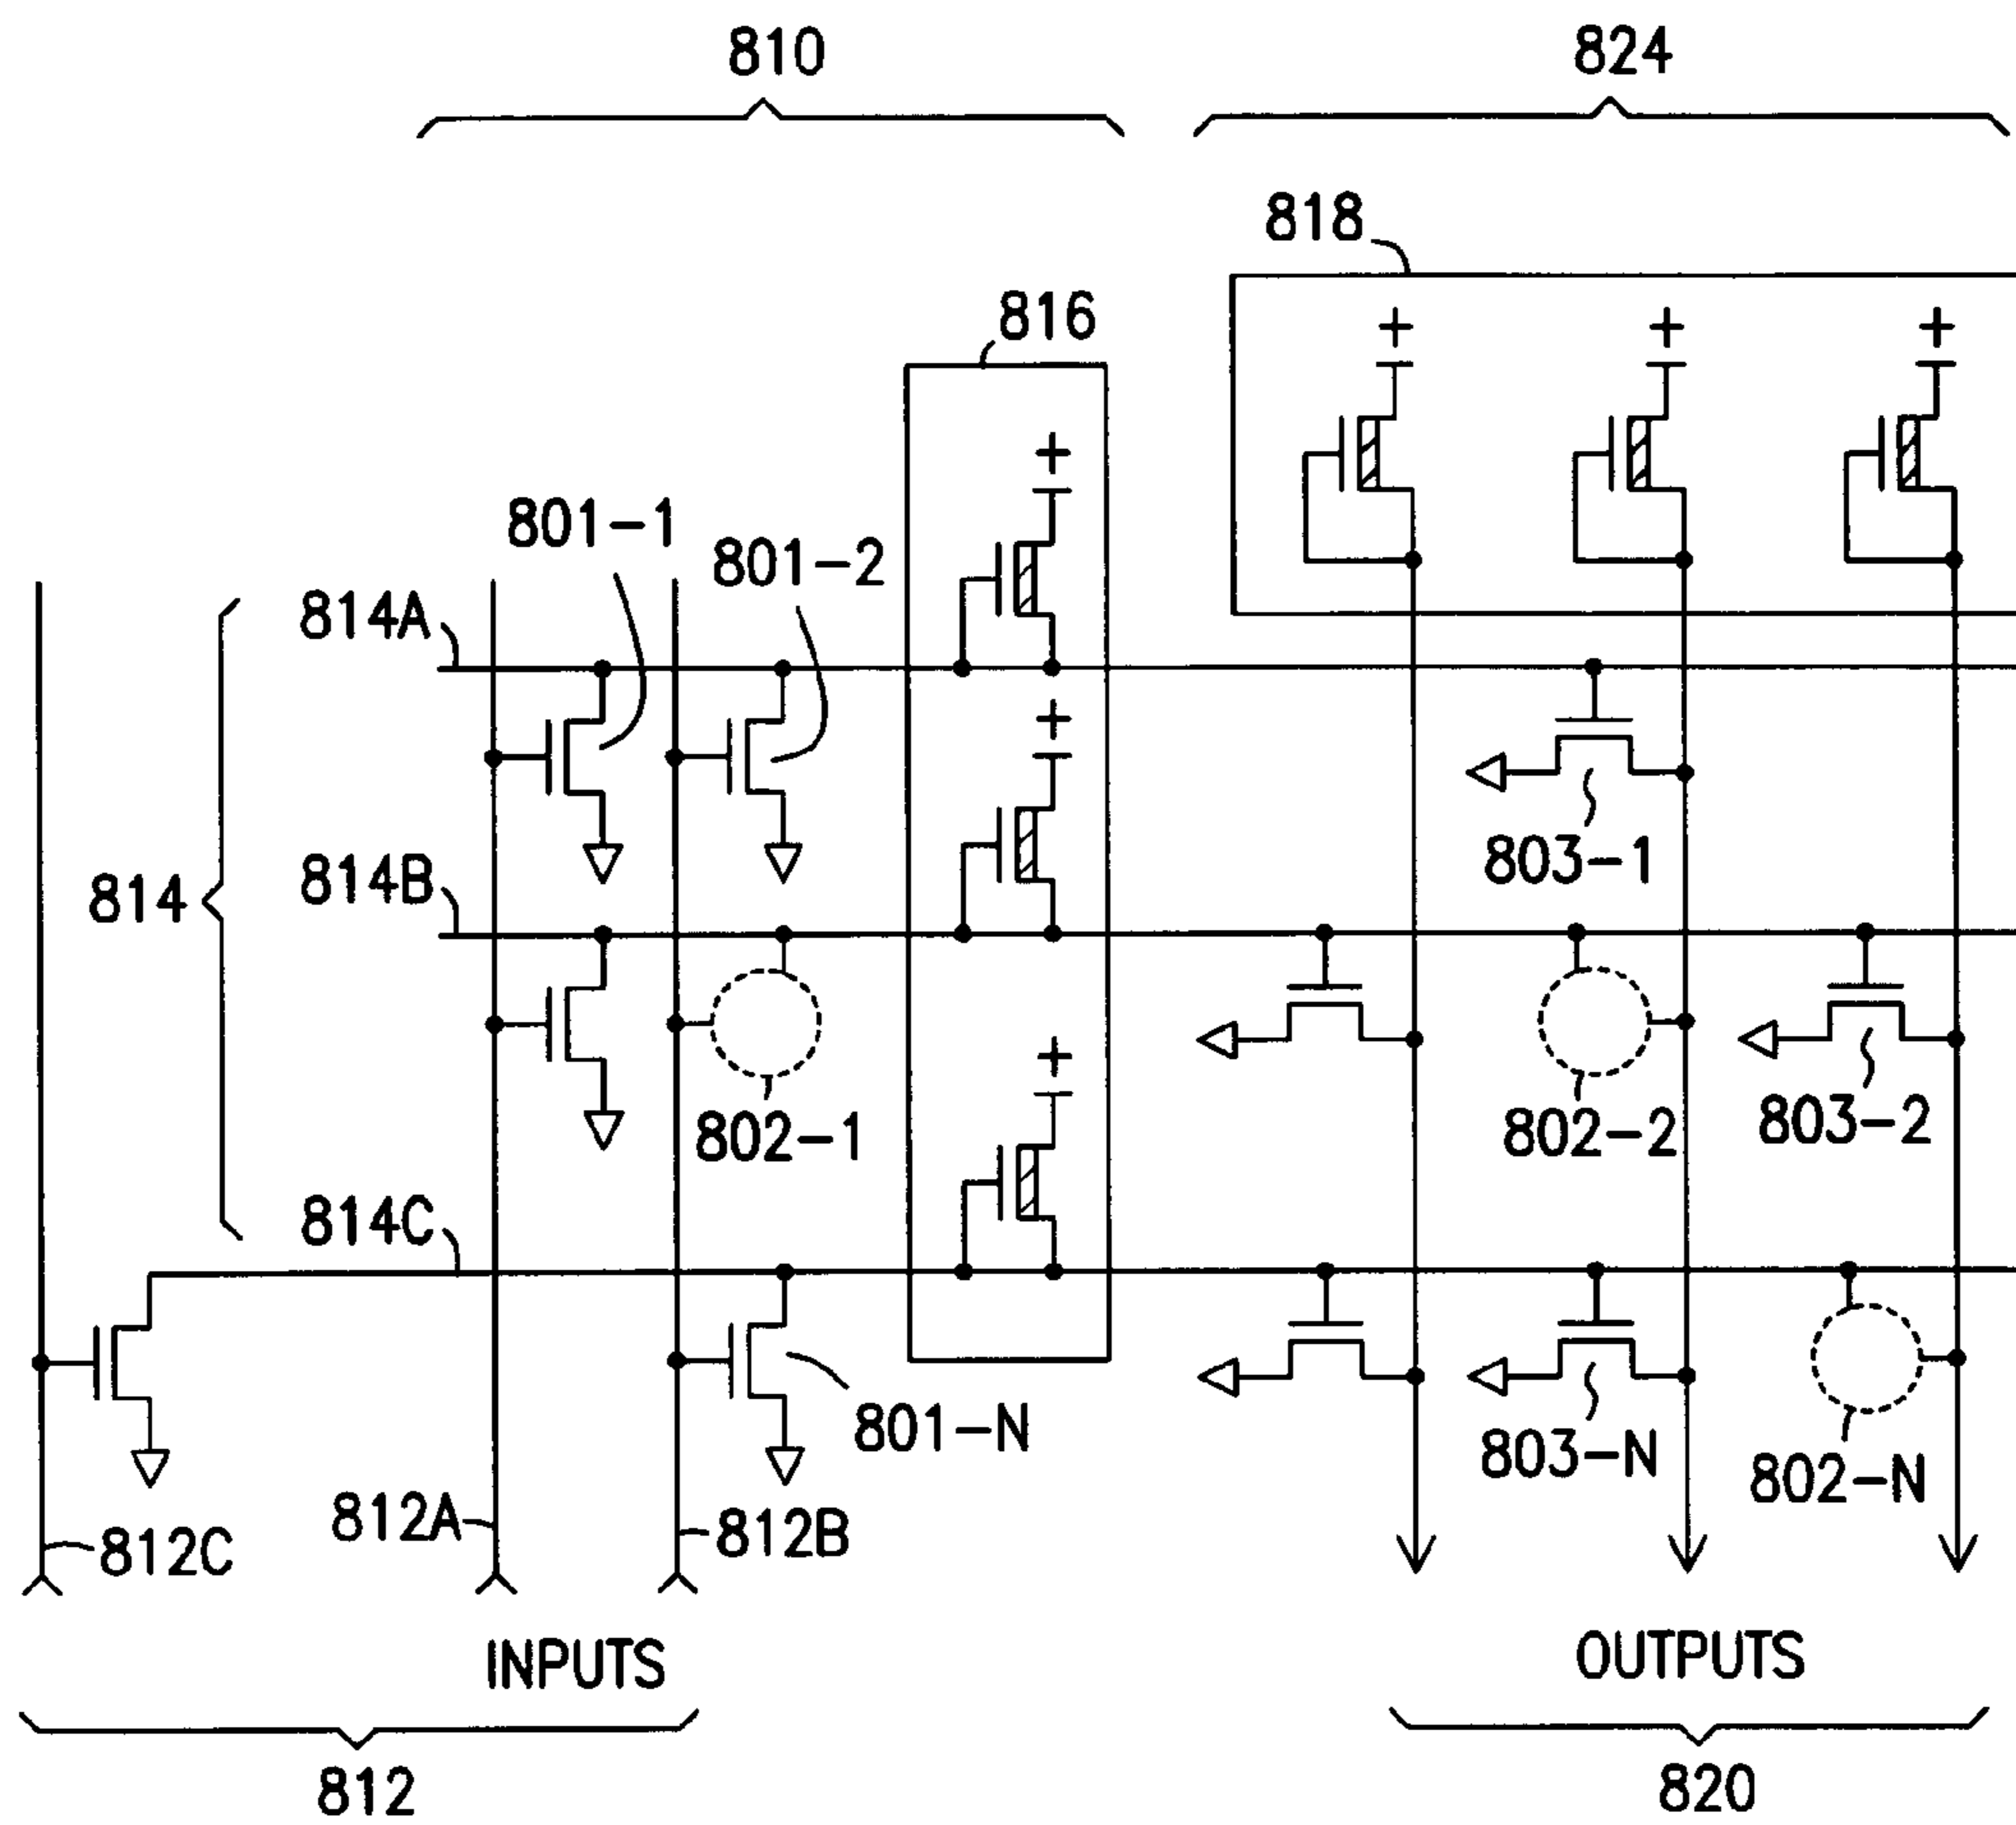 810
824
818
816
801-1
801-2
814A
803-1
814
814B
802-1
802-2
803-2
814C
801-N
803-N
802-N
812A
812B
812C
INPUTS
OUTPUTS
812
820